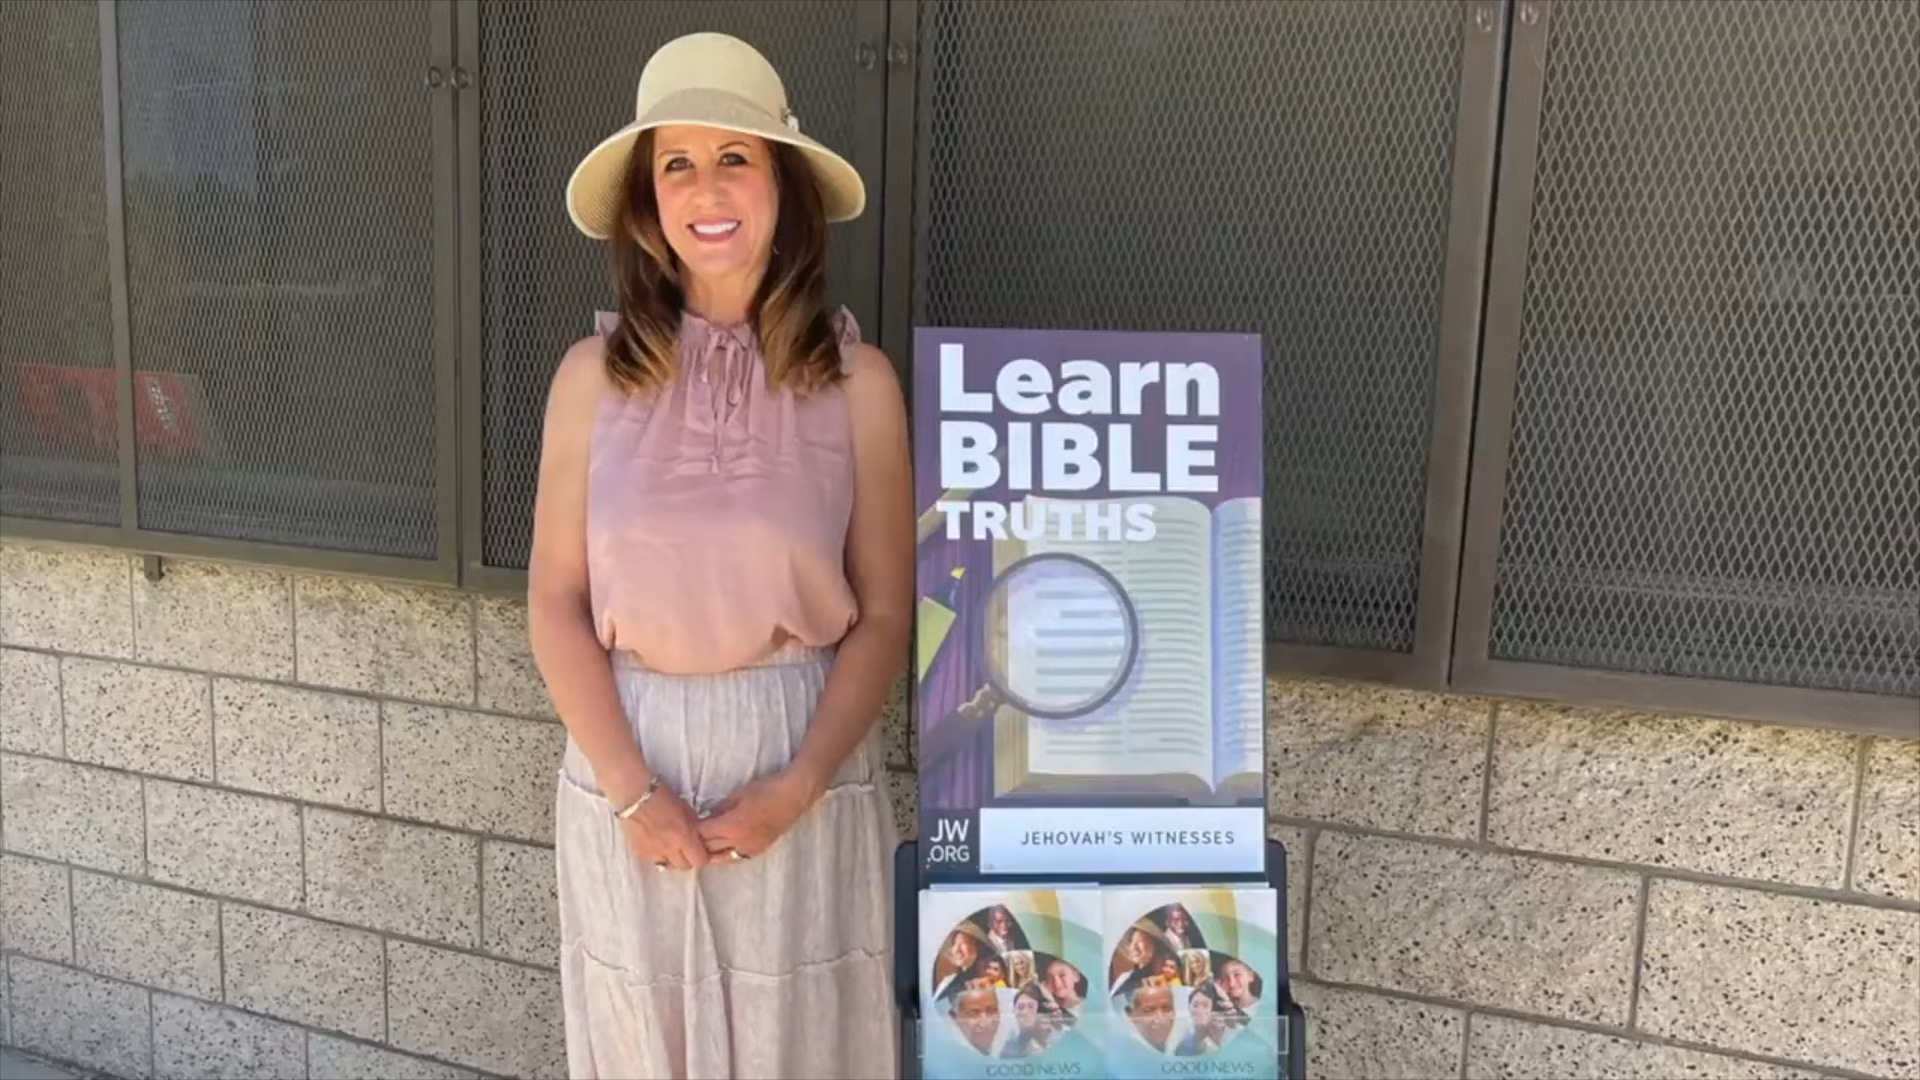 Learn
BIBLE
TRUTHS
JW
.ORG
JEHOVAH'S WITNESSES
GOOD NEWS
GOOD NEWS